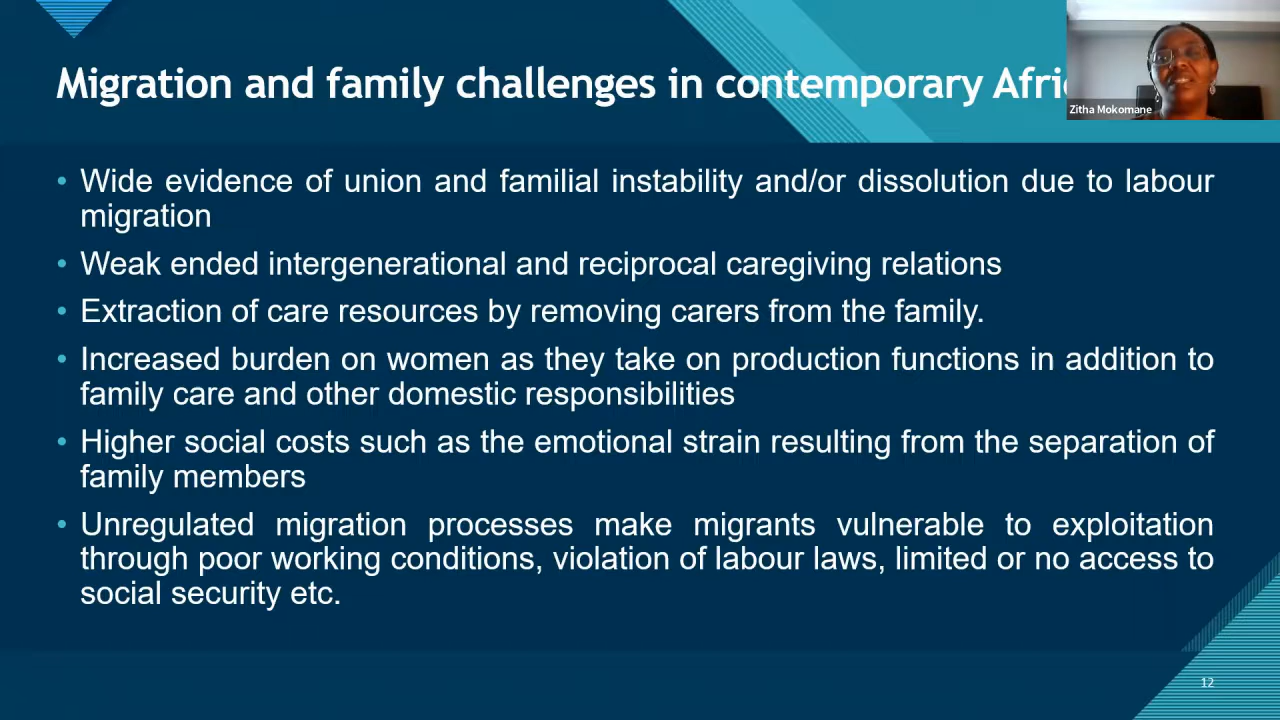 Migration and family challenges in contemporary Afri
Zitha Mokomane
• Wide evidence of union and familial instability and/or dissolution due to labour
migration
• Weak ended intergenerational and reciprocal caregiving relations
• Extraction of care resources by removing carers from the family.
• Increased burden on women as they take on production functions in addition to
family care and other domestic responsibilities
• Higher social costs such as the emotional strain resulting from the separation of
family members
• Unregulated migration processes make migrants vulnerable to exploitation
through poor working conditions, violation of labour laws, limited or no access to
social security etc.
12